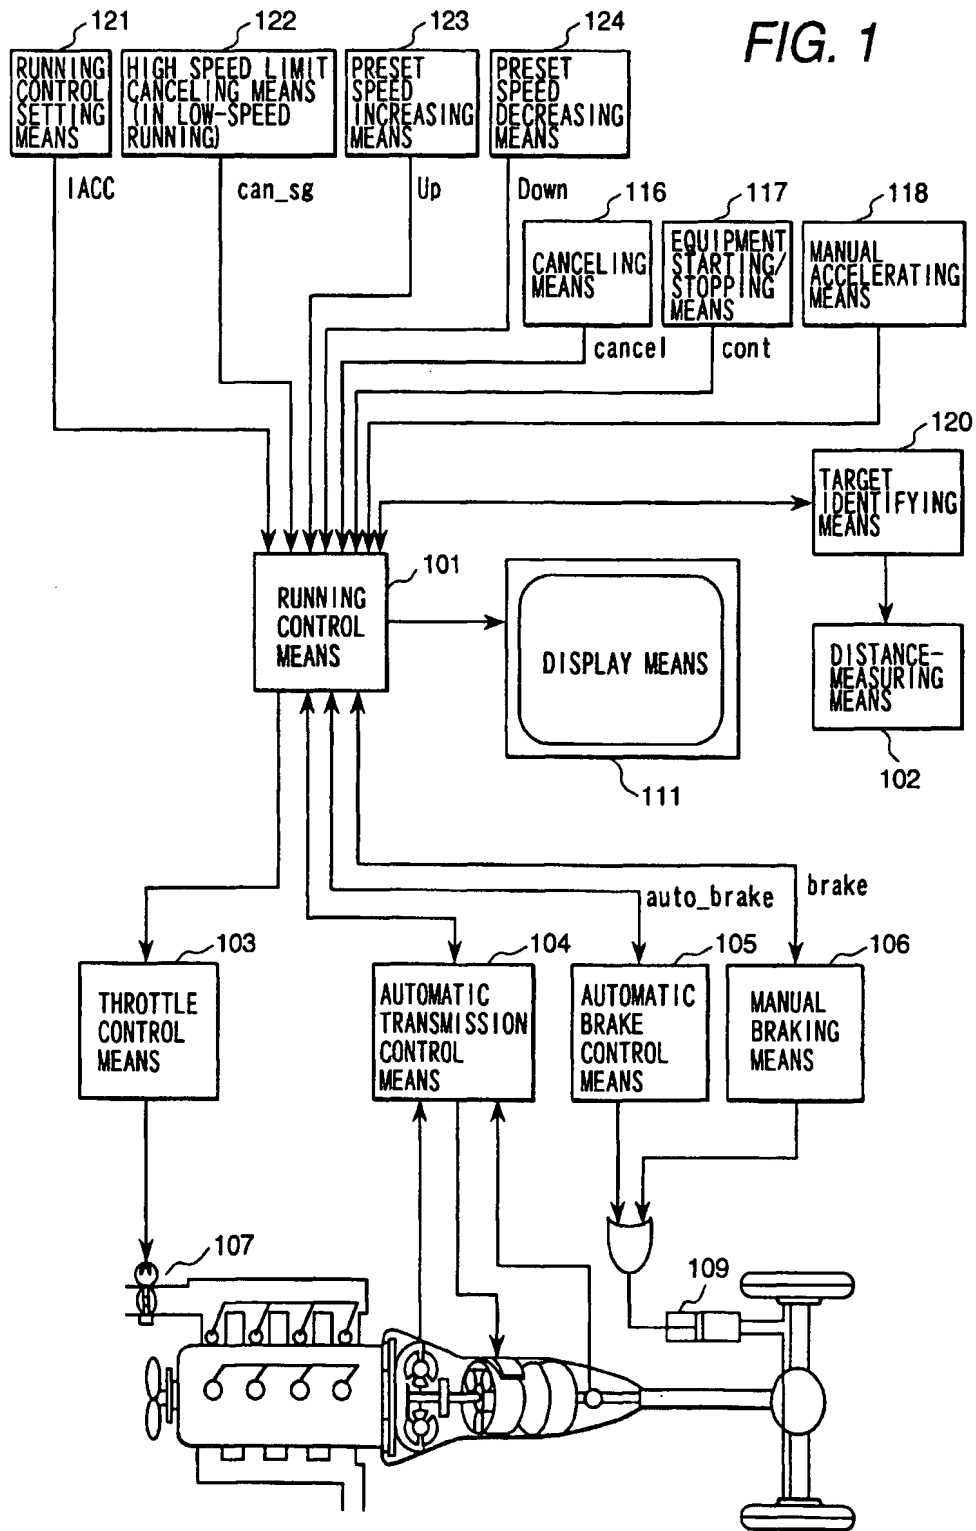 FIG. 1
121
122
123
124
RUNNING
CONTROL
SETTING
MEANS
HIGH SPEED LIMIT
CANCELING MEANS
(IN LOW-SPEED
RUNNING)
PRESET
SPEED
INCREASING
MEANS
PRESET
SPEED
DECREASING
MEANS
IACC
can_sg
Up
Down
116
117
118
CANCELING
MEANS
EQUIPMENT
STARTING/
STOPPING
MEANS
MANUAL
ACCELERATING
MEANS
cancel
cont
120
TARGET
IDENTIFYING
MEANS
101
RUNNING
CONTROL
MEANS
DISPLAY MEANS
111
DISTANCE-
MEASURING
MEANS
102
auto_brake
brake
103
104
105
106
THROTTLE
CONTROL
MEANS
AUTOMATIC
TRANSMISSION
CONTROL
MEANS
AUTOMATIC
BRAKE
CONTROL
MEANS
MANUAL
BRAKING
MEANS
107
109